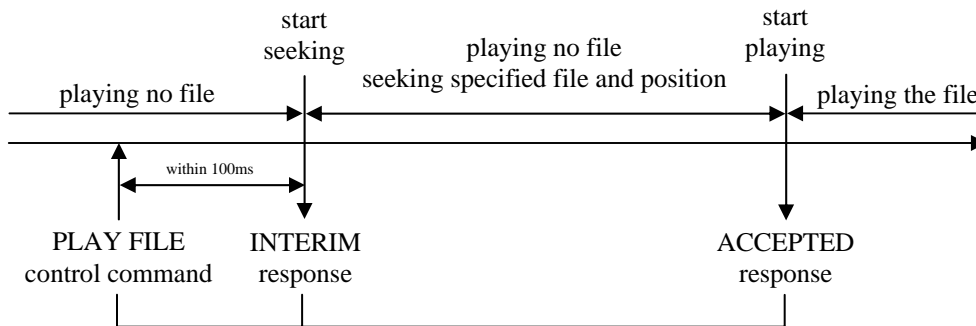 start
seeking
start
playing
playing no file
seeking specified file and position
playing no file
playing the file
within 100ms
PLAY FILE
control command
INTERIM
response
ACCEPTED
response